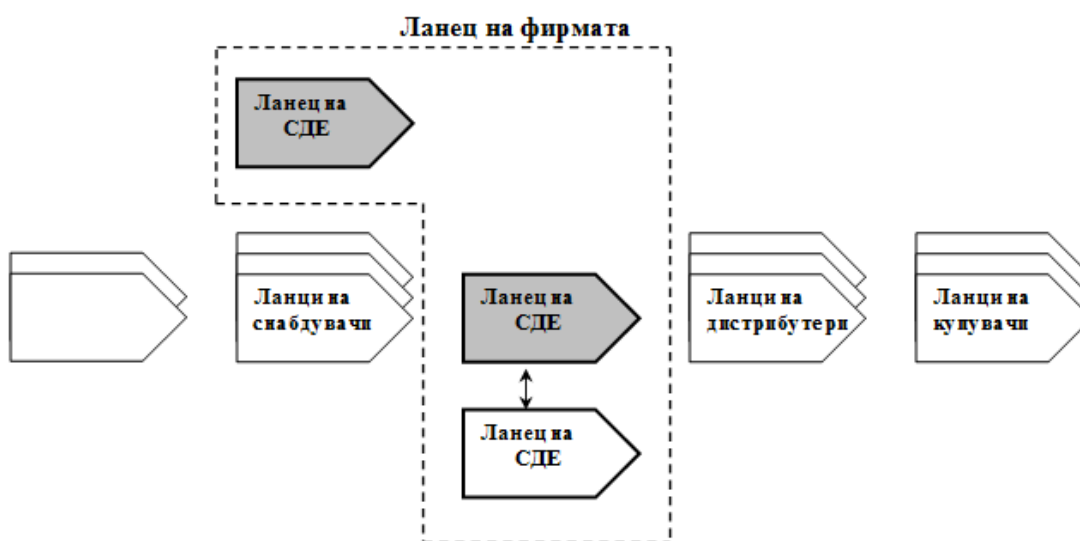 Ланец на фирмата
Ланец на
СДЕ
Ланци на
снабдувачи
Ланец на
СДЕ
Ланци на
дистрибутери
Ланци на
купувачи
Ланец на
СДЕ